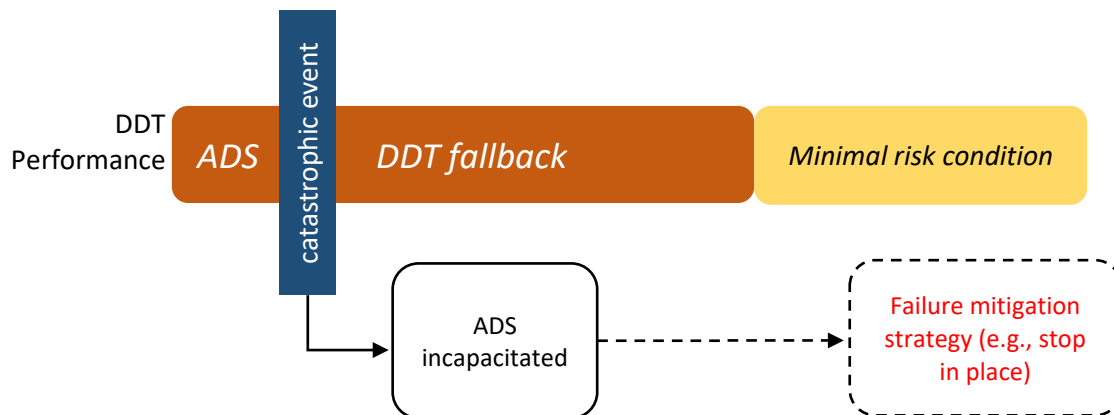 catastrophic event
DDT
Performance
ADS
DDT fallback
Minimal risk condition
ADS
incapacitated
Failure mitigation
strategy (e.g., stop
in place)